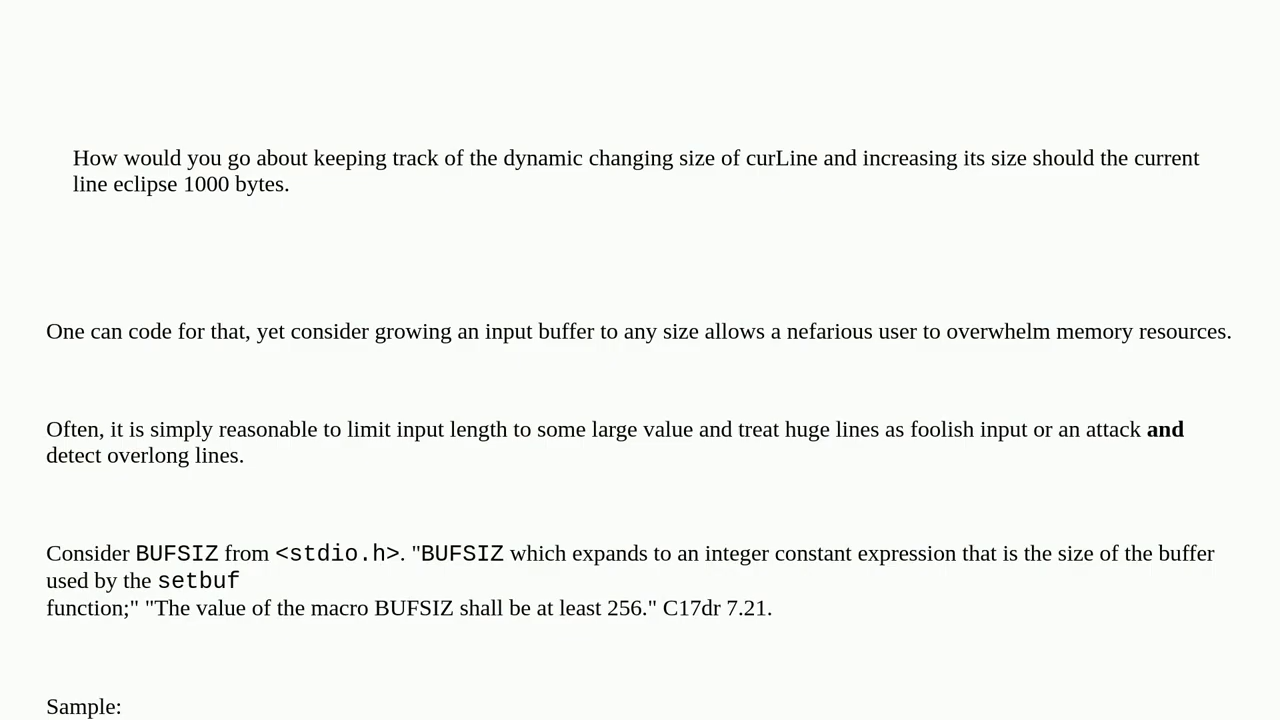 How would you go about keeping track of the dynamic changing size of curLine and increasing its size should the current
line eclipse 1000 bytes.
One can code for that, yet consider growing an input buffer to any size allows a nefarious user to overwhelm memory resources.
Often, it is simply reasonable to limit input length to some large value and treat huge lines as foolish input or an attack and
detect overlong lines.
Consider BUFSIZ from <stdio.h>. "BUFSIZ which expands to an integer constant expression that is the size of the buffer
used by the setbuf
function;" "The value of the macro BUFSIZ shall be at least 256." C17dr 7.21.
Sample: